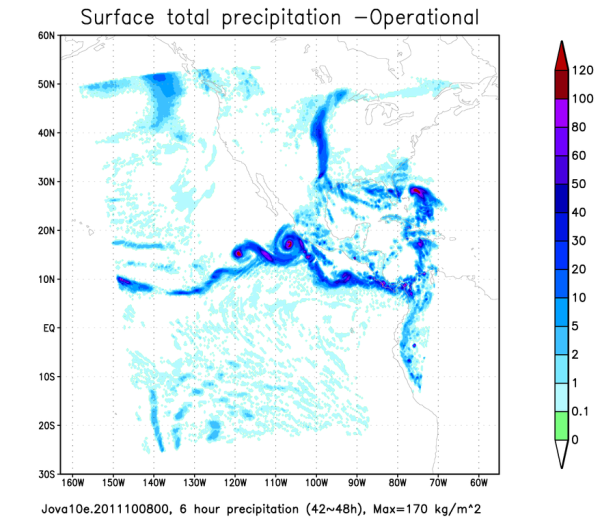 Surface total precipitation −Operational
60N
50N
40N
30N
20N
10N
EQ
10S
20S
30S
160W 150W 140W 130W 120W 110W 100W 90W 80W 70W 60W
120
100
80
70
60
50
40
30
20
10
5
2
1
0.1
0
Jova10e.2011100800, 6 hour precipitation (42~48h), Max=170 kg/m^2